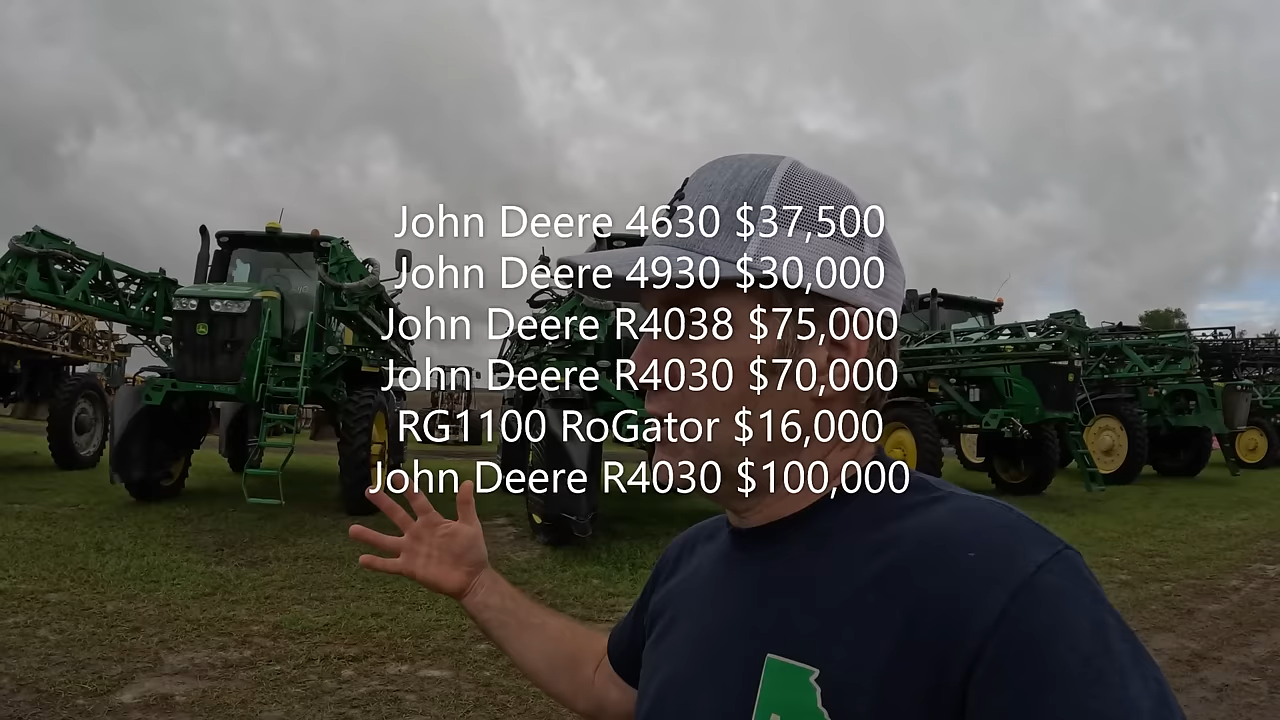 John Deere 4630 $37,500
John Deere 4930 $30,000
John Deere R4038 $75,000
John Deere R4030 $70,000
RG1100 RoGator $16,000
John Deere R4030 $100,000